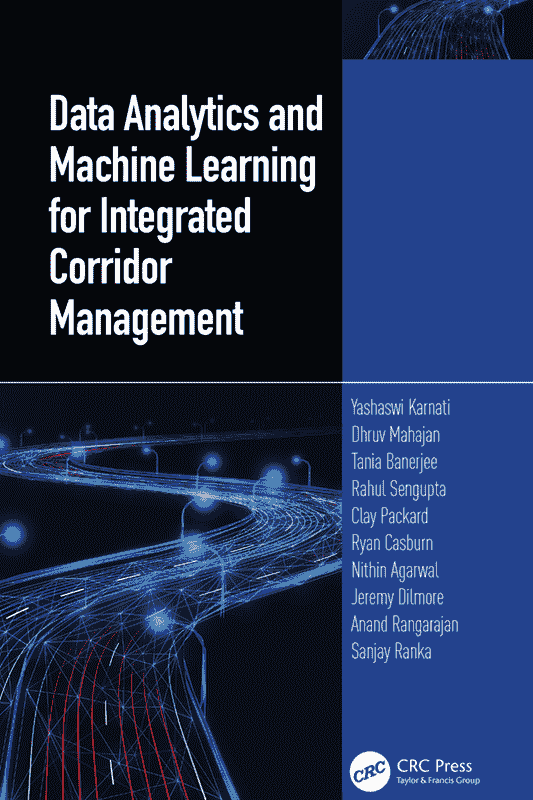 Data Analytics and
Machine Learning
for Integrated
Corridor
Management
Yashaswi Karnati
Dhruv Mahajan
Tania Banerjee
Rahul Sengupta
Clay Packard
Ryan Casburn
Nithin Agarwal
Jeremy Dilmore
Anand Rangarajan
Sanjay Ranka
CRC
CRC Press
Taylor & Francis Group